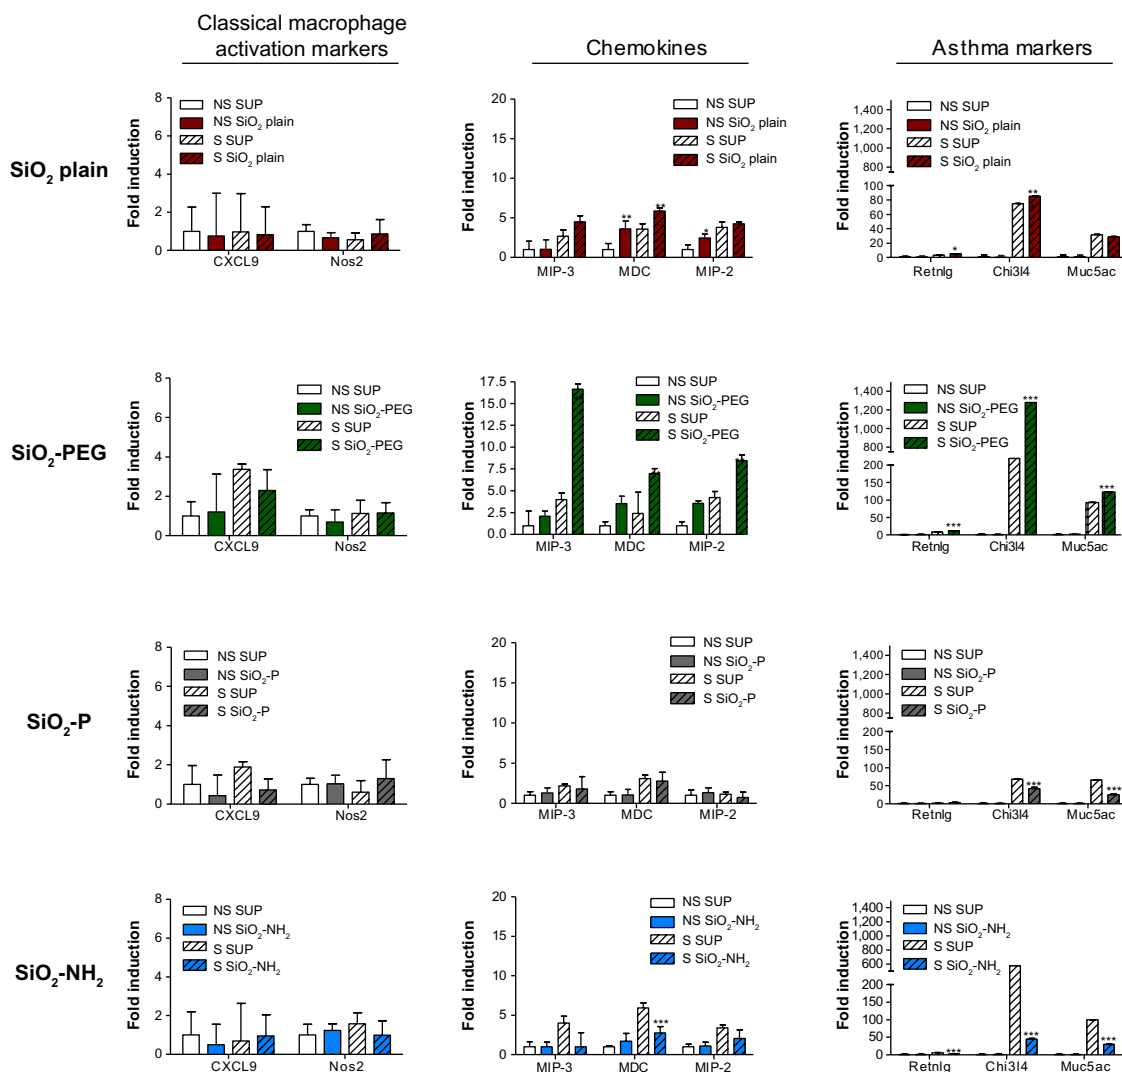 Classical macrophage
activation markers
Chemokines
Asthma markers
SiO2 plain
Fold induction
8
6
4
2
0
NS SUP
NS SiO2 plain
S SUP
S SiO2 plain
CXCL9 Nos2
Fold induction
20
15
10
5
0
NS SUP
NS SiO2 plain
S SUP
S SiO2 plain
** ** *
MIP-3 MDC MIP-2
Fold induction
1,400
1,200
1,000
800
100
80
60
40
20
0
NS SUP
NS SiO2 plain
S SUP
S SiO2 plain
* **
Retnlg Chi3l4 Muc5ac
SiO2-PEG
Fold induction
8
6
4
2
0
NS SUP
NS SiO2-PEG
S SUP
S SiO2-PEG
CXCL9 Nos2
Fold induction
17.5
15
12.5
10
7.5
5
2.5
0
NS SUP
NS SiO2-PEG
S SUP
S SiO2-PEG
MIP-3 MDC MIP-2
Fold induction
1,400
1,200
1,000
800
200
150
100
50
0
NS SUP
NS SiO2-PEG
S SUP
S SiO2-PEG
*** *** ***
Retnlg Chi3l4 Muc5ac
SiO2-P
Fold induction
8
6
4
2
0
NS SUP
NS SiO2-P
S SUP
S SiO2-P
CXCL9 Nos2
Fold induction
20
15
10
5
0
NS SUP
NS SiO2-P
S SUP
S SiO2-P
MIP-3 MDC MIP-2
Fold induction
1,400
1,200
1,000
800
200
150
100
50
0
NS SUP
NS SiO2-P
S SUP
S SiO2-P
*** ***
Retnlg Chi3l4 Muc5ac
SiO2-NH2
Fold induction
8
6
4
2
0
NS SUP
NS SiO2-NH2
S SUP
S SiO2-NH2
CXCL9 Nos2
Fold induction
20
15
10
5
0
NS SUP
NS SiO2-NH2
S SUP
S SiO2-NH2
***
MIP-3 MDC MIP-2
Fold induction
1,400
1,200
1,000
800
600
200
150
100
50
0
NS SUP
NS SiO2-NH2
S SUP
S SiO2-NH2
*** *** ***
Retnlg Chi3l4 Muc5ac